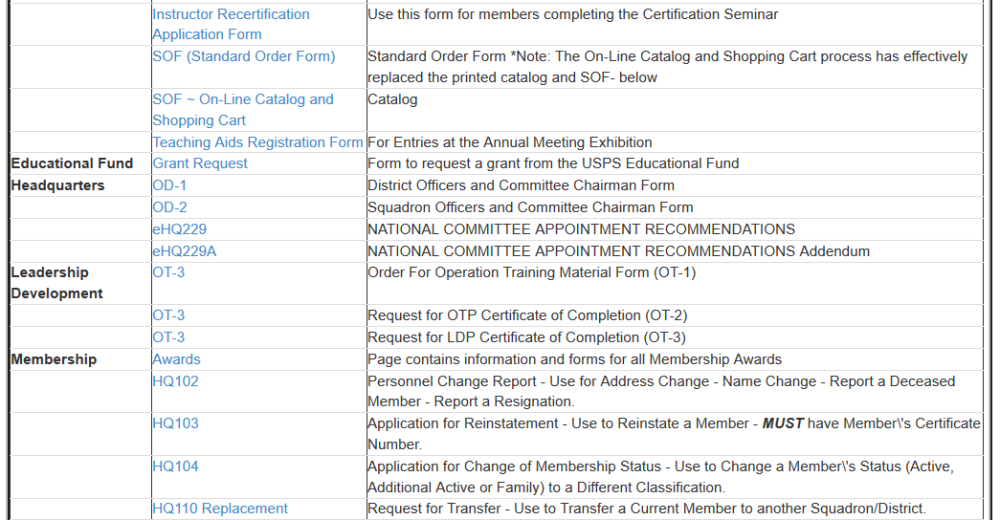 Instructor Recertification Use this form for members completing the Certification Seminar
Application Form
SOF (Standard Order Form) Standard Order Form *Note: The On-Line Catalog and Shopping Cart process has effectively
replaced the printed catalog and SOF- below
SOF ~ On-Line Catalog and Catalog
Shopping Cart
Teaching Aids Registration Form For Entries at the Annual Meeting Exhibition
Educational Fund Grant Request Form to request a grant from the USPS Educational Fund
Headquarters OD-1 District Officers and Committee Chairman Form
OD-2 Squadron Officers and Committee Chairman Form
eHQ229 NATIONAL COMMITTEE APPOINTMENT RECOMMENDATIONS
eHQ229A NATIONAL COMMITTEE APPOINTMENT RECOMMENDATIONS Addendum
Leadership OT-3 Order For Operation Training Material Form (OT-1)
Development
OT-3 Request for OTP Certificate of Completion (OT-2)
OT-3 Request for LDP Certificate of Completion (OT-3)
Membership Awards Page contains information and forms for all Membership Awards
HQ102 Personnel Change Report - Use for Address Change - Name Change - Report a Deceased
Member - Report a Resignation.
HQ103 Application for Reinstatement - Use to Reinstate a Member - MUST have Member\'s Certificate
Number.
HQ104 Application for Change of Membership Status - Use to Change a Member\'s Status (Active,
Additional Active or Family) to a Different Classification.
HQ110 Replacement Request for Transfer - Use to Transfer a Current Member to another Squadron/District.